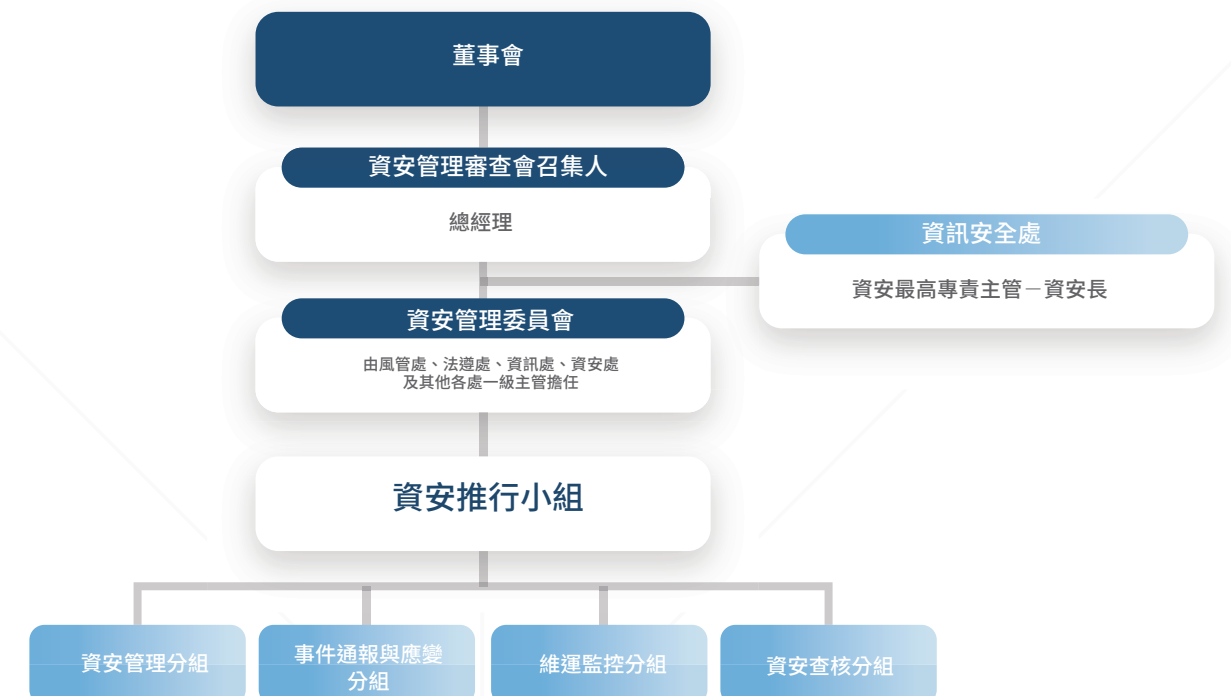 董事會
資安管理審查會召集人
總經理
資訊安全處
資安最高專責主管－資安長
資安管理委員會
由風管處、法遵處、資訊處、資安處
及其他各處一級主管擔任
資安推行小組
資安管理分組
事件通報與應變
分組
維運監控分組
資安查核分組